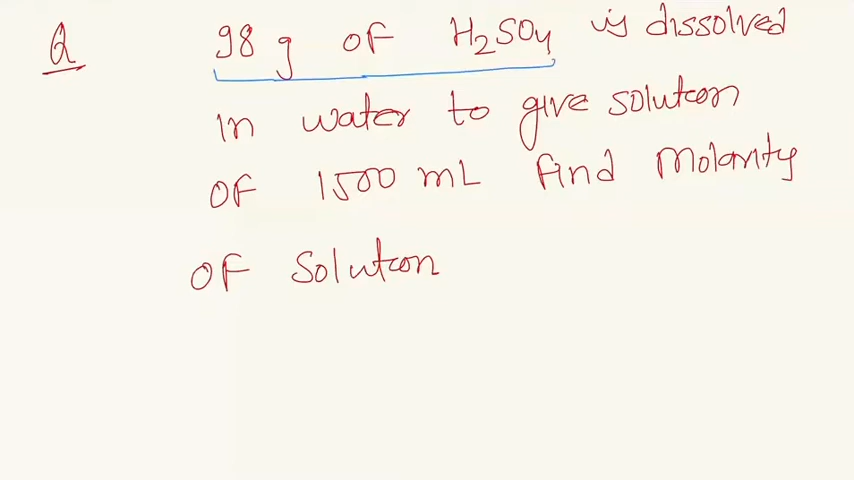 Q 98 g of H₂SO₄ is dissolved
in water to give solution
of 1500 mL find Molarity
of solution